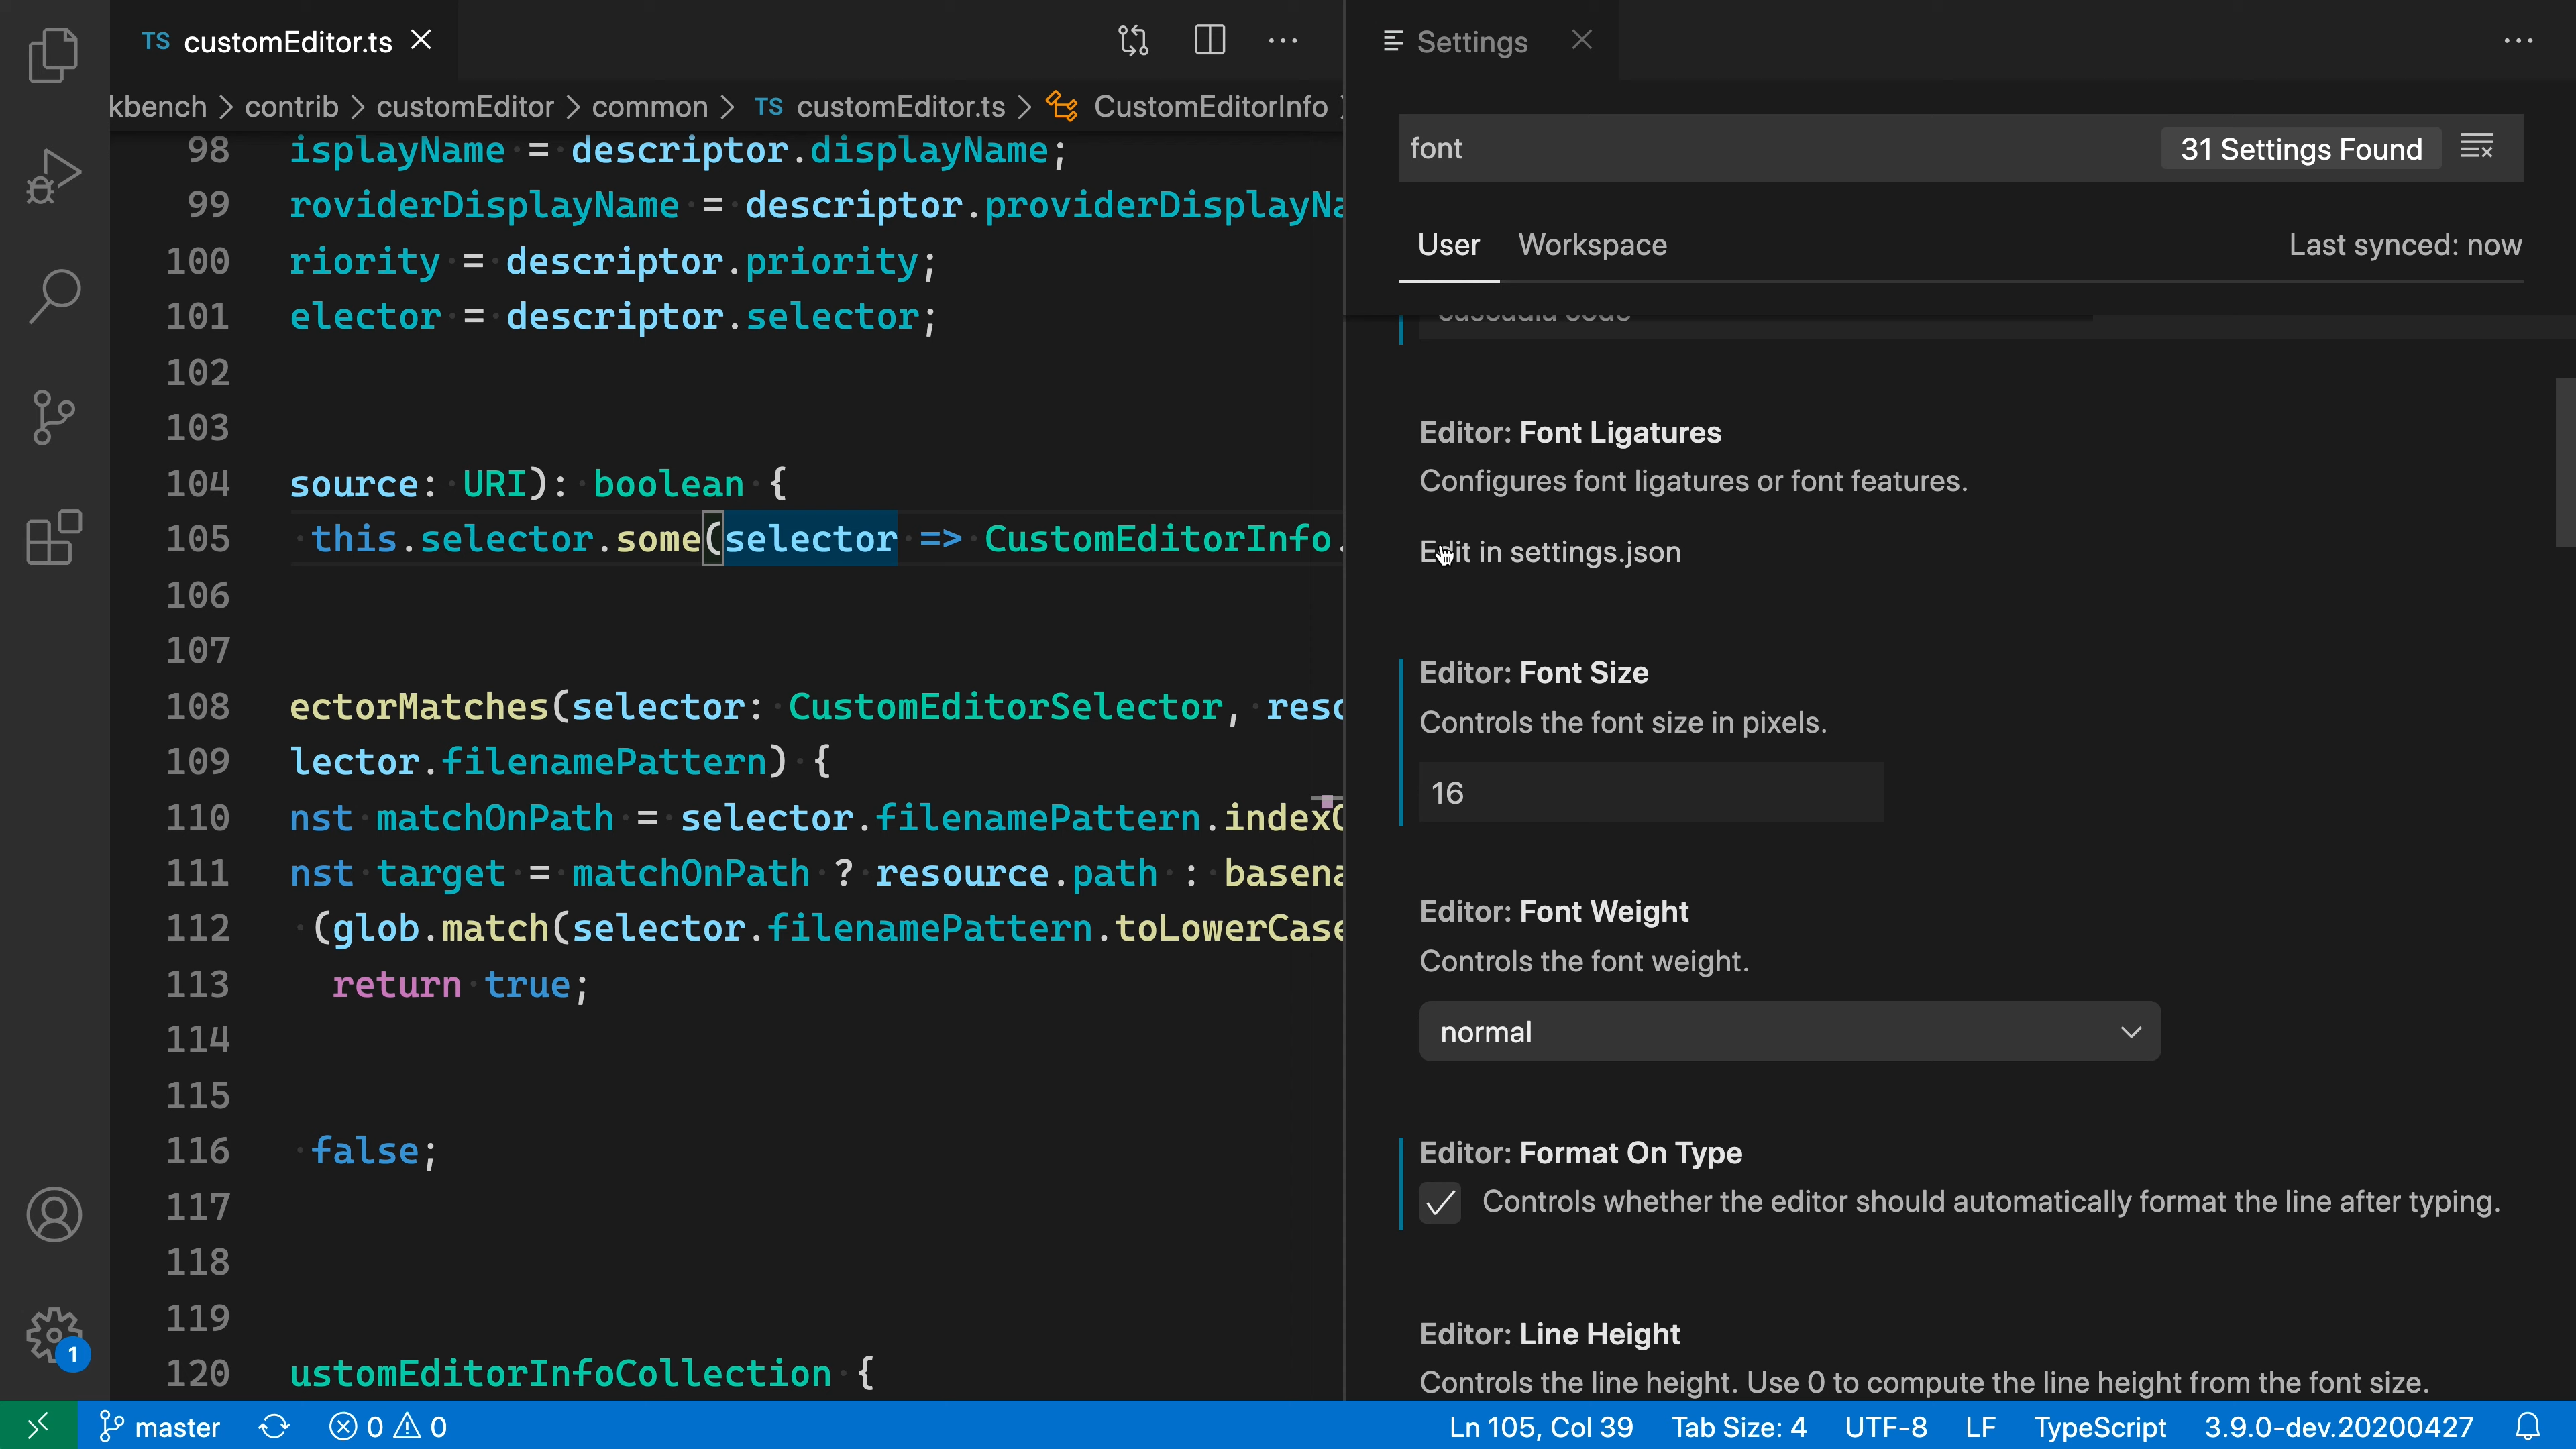 TS customEditor.ts
kbench > contrib > customEditor > common > TS customEditor.ts > CustomEditorInfo
98 isplayName = descriptor.displayName;
99 roviderDisplayName = descriptor.providerDisplayNa
100 riority = descriptor.priority;
101 elector = descriptor.selector;
102
103
104 source: URI): boolean {
105 this.selector.some(selector => CustomEditorInfo.
106
107
108 ectorMatches(selector: CustomEditorSelector, reso
109 lector.filenamePattern) {
110 nst matchOnPath = selector.filenamePattern.indexO
111 nst target = matchOnPath ? resource.path : basena
112 (glob.match(selector.filenamePattern.toLowerCase
113 return true;
114
115
116 false;
117
118
119
120 ustomEditorInfoCollection {
Settings
font
31 Settings Found
User Workspace Last synced: now
cascadia code
Editor: Font Ligatures
Configures font ligatures or font features.
Edit in settings.json
Editor: Font Size
Controls the font size in pixels.
16
Editor: Font Weight
Controls the font weight.
normal
Editor: Format On Type
Controls whether the editor should automatically format the line after typing.
Editor: Line Height
Controls the line height. Use 0 to compute the line height from the font size.
1
master 0 0 Ln 105, Col 39 Tab Size: 4 UTF-8 LF TypeScript 3.9.0-dev.20200427